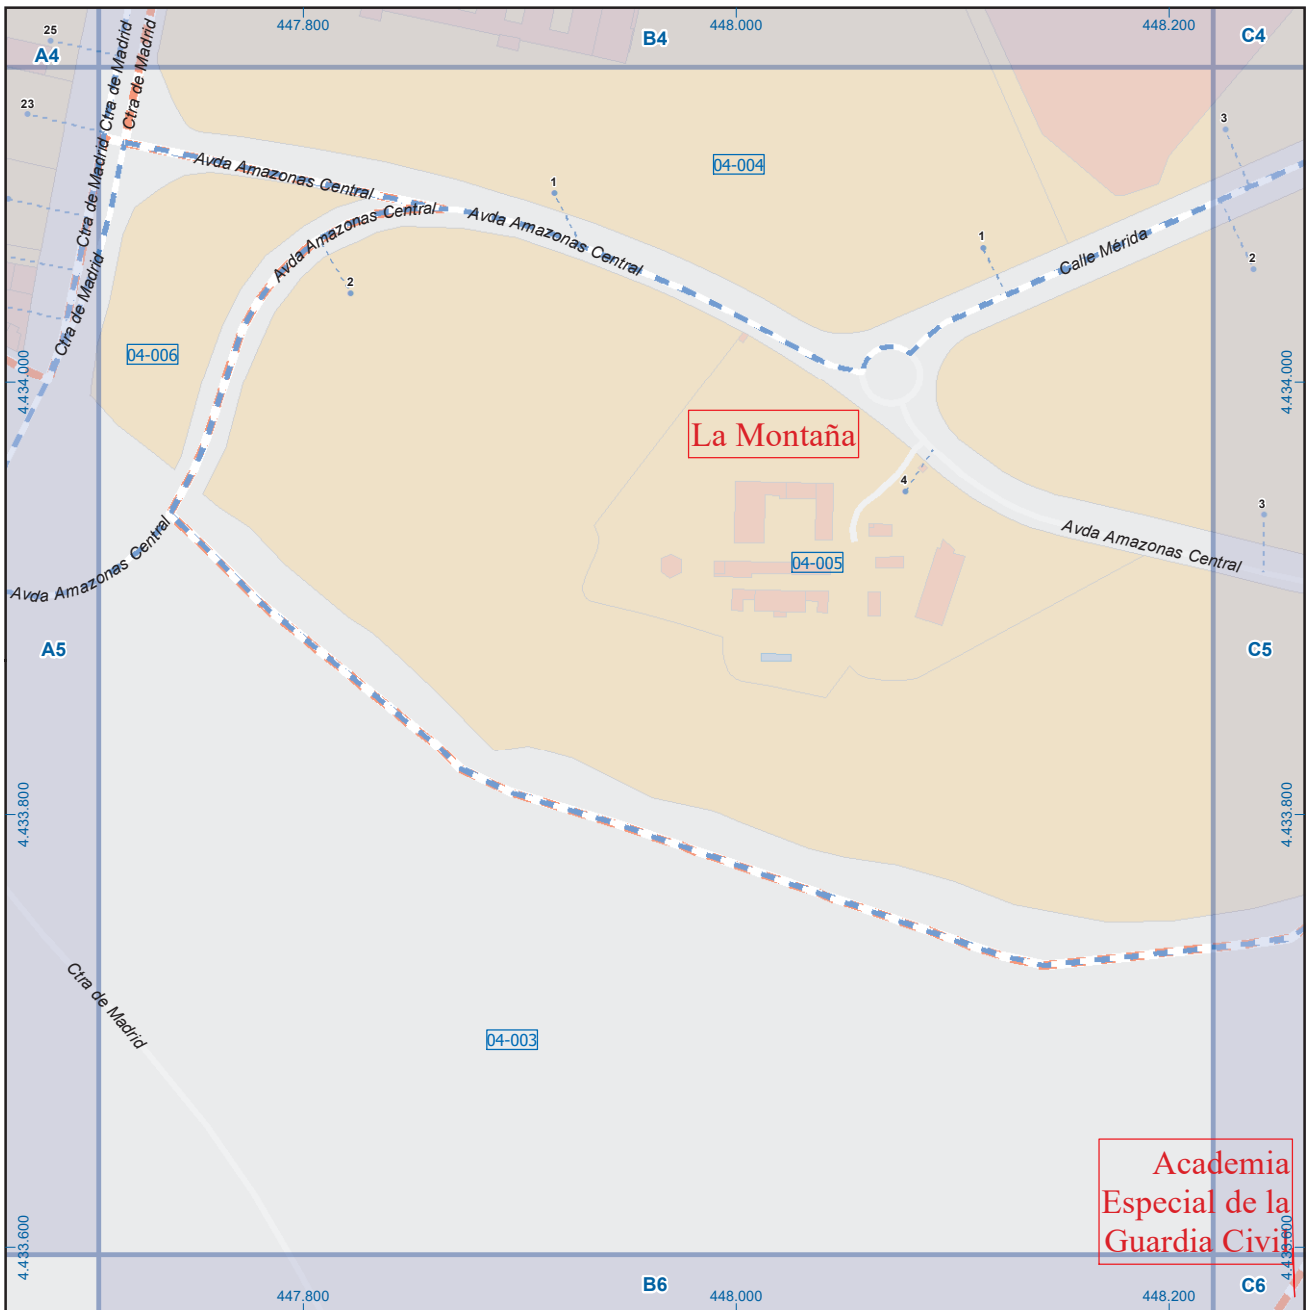 447.800
448.000
448.200
A4
B4
C4
25
23
Ctra de Madrid
Ctra de Madrid
Ctra de Madrid
Ctra de Madrid
Avda Amazonas Central
Avda Amazonas Central
Avda Amazonas Central
1
2
04-004
3
1
2
Calle Mérida
04-006
4.434.000
4.434.000
La Montaña
4
3
Avda Amazonas Central
Avda Amazonas Central
04-005
A5
C5
4.433.800
4.433.800
Ctra de Madrid
04-003
Academia
Especial de la
Guardia Civil
4.433.600
4.433.600
B6
C6
447.800
448.000
448.200